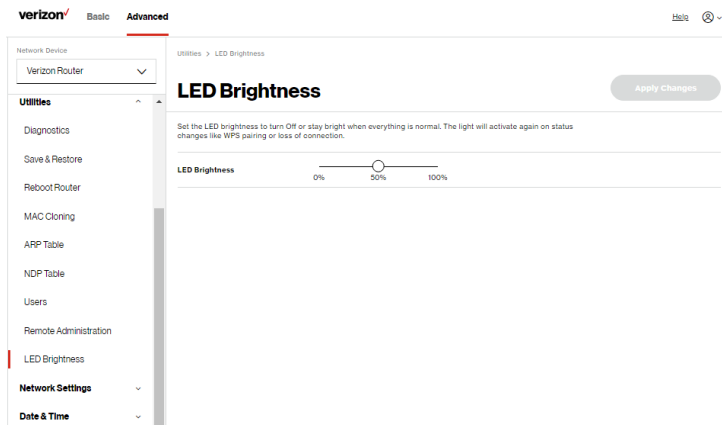 verizon✓ Basic Advanced Help
Network Device
Verizon Router
Utilities
Diagnostics
Save & Restore
Reboot Router
MAC Cloning
ARP Table
NDP Table
Users
Remote Administration
LED Brightness
Network Settings
Date & Time
Utilities > LED Brightness
LED Brightness
Apply Changes
Set the LED brightness to turn Off or stay bright when everything is normal. The light will activate again on status
changes like WPS pairing or loss of connection.
LED Brightness
0% 50% 100%